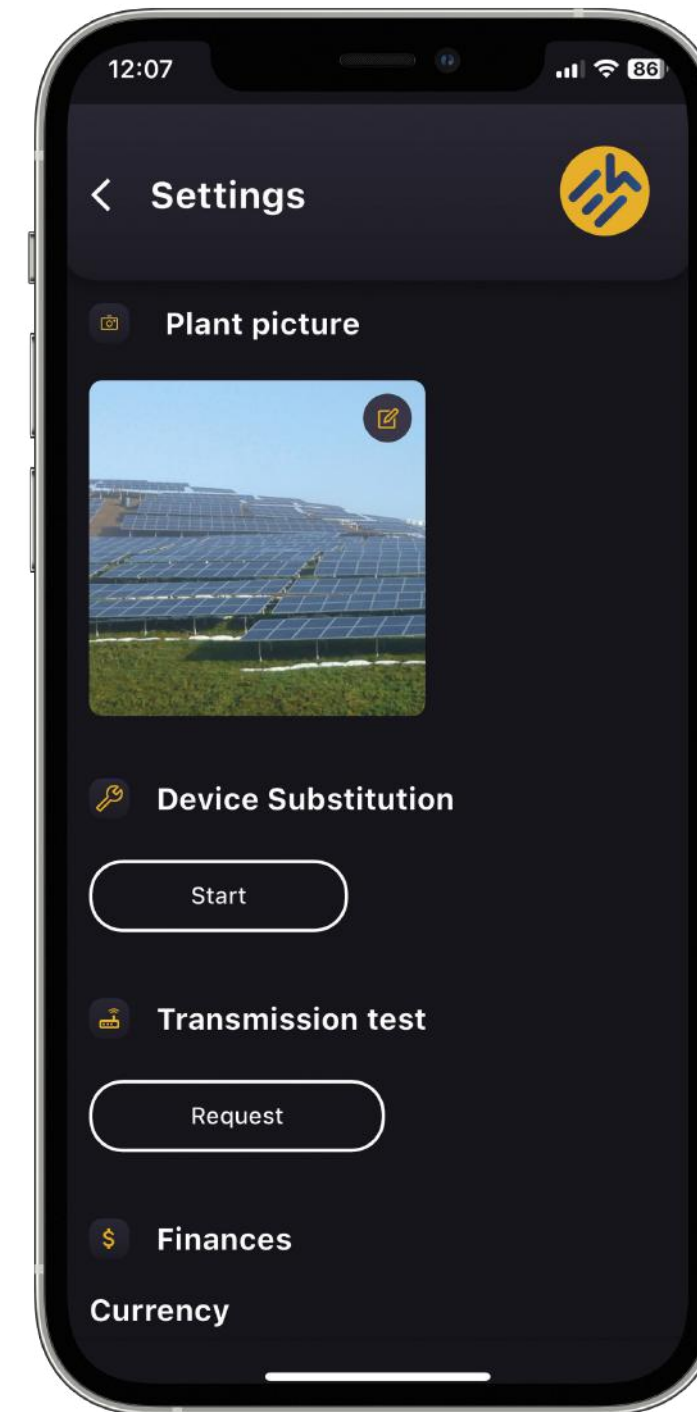 12:07
86
Settings
Plant picture
Device Substitution
Start
Transmission test
Request
$ Finances
Currency